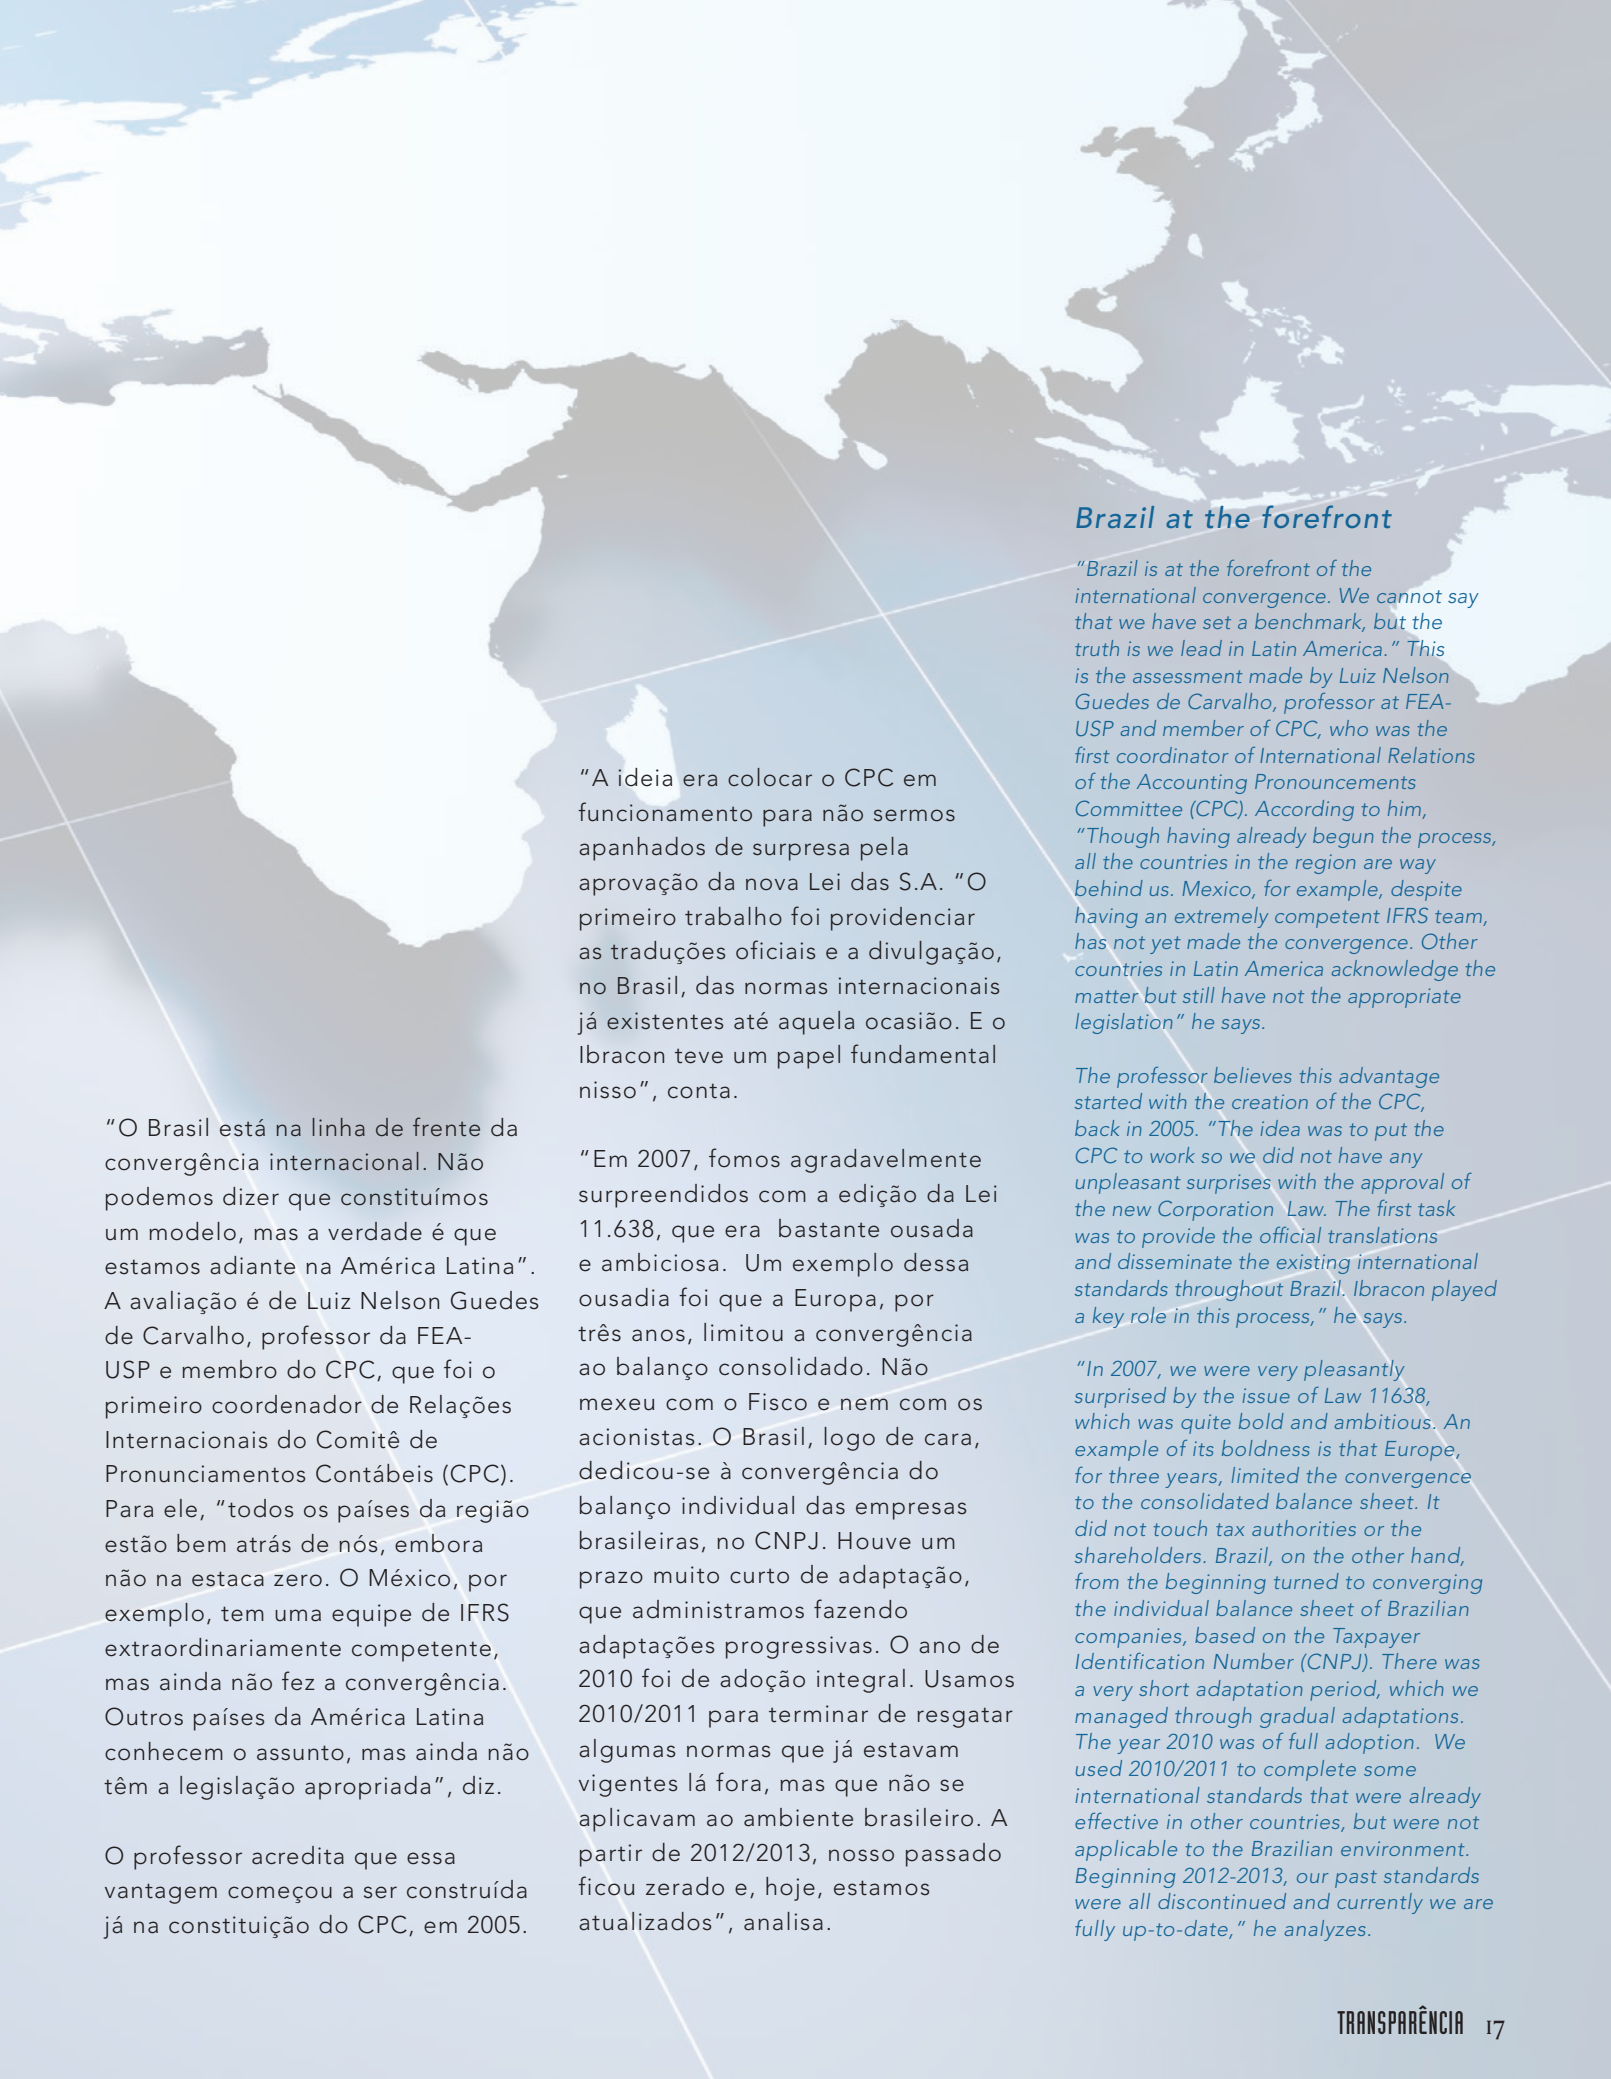 “O Brasil está na linha de frente da
convergência internacional. Não
podemos dizer que constituímos
um modelo, mas a verdade é que
estamos adiante na América Latina”.
A avaliação é de Luiz Nelson Guedes
de Carvalho, professor da FEA-
USP e membro do CPC, que foi o
primeiro coordenador de Relações
Internacionais do Comitê de
Pronunciamentos Contábeis (CPC).
Para ele, “todos os países da região
estão bem atrás de nós, embora
não na estaca zero. O México, por
exemplo, tem uma equipe de IFRS
extraordinariamente competente,
mas ainda não fez a convergência.
Outros países da América Latina
conhecem o assunto, mas ainda não
têm a legislação apropriada”, diz.

O professor acredita que essa
vantagem começou a ser construída
já na constituição do CPC, em 2005.
“A ideia era colocar o CPC em
funcionamento para não sermos
apanhados de surpresa pela
aprovação da nova Lei das S.A. “O
primeiro trabalho foi providenciar
as traduções oficiais e a divulgação,
no Brasil, das normas internacionais
já existentes até aquela ocasião. E o
Ibracon teve um papel fundamental
nisso”, conta.

“Em 2007, fomos agradavelmente
surpreendidos com a edição da Lei
11.638, que era bastante ousada
e ambiciosa. Um exemplo dessa
ousadia foi que a Europa, por
três anos, limitou a convergência
ao balanço consolidado. Não
mexeu com o Fisco e nem com os
acionistas. O Brasil, logo de cara,
dedicou-se à convergência do
balanço individual das empresas
brasileiras, no CNPJ. Houve um
prazo muito curto de adaptação,
que administramos fazendo
adaptações progressivas. O ano de
2010 foi de adoção integral. Usamos
2010/2011 para terminar de resgatar
algumas normas que já estavam
vigentes lá fora, mas que não se
aplicavam ao ambiente brasileiro. A
partir de 2012/2013, nosso passado
ficou zerado e, hoje, estamos
atualizados”, analisa.

Brazil at the forefront

“Brazil is at the forefront of the
international convergence. We cannot say
that we have set a benchmark, but the
truth is we lead in Latin America.” This
is the assessment made by Luiz Nelson
Guedes de Carvalho, professor at FEA-
USP and member of CPC, who was the
first coordinator of International Relations
of the Accounting Pronouncements
Committee (CPC). According to him,
“Though having already begun the process,
all the countries in the region are way
behind us. Mexico, for example, despite
having an extremely competent IFRS team,
has not yet made the convergence. Other
countries in Latin America acknowledge the
matter but still have not the appropriate
legislation” he says.

The professor believes this advantage
started with the creation of the CPC,
back in 2005. “The idea was to put the
CPC to work so we did not have any
unpleasant surprises with the approval of
the new Corporation Law. The first task
was to provide the official translations
and disseminate the existing international
standards throughout Brazil. Ibracon played
a key role in this process,” he says.

“In 2007, we were very pleasantly
surprised by the issue of Law 11638,
which was quite bold and ambitious. An
example of its boldness is that Europe,
for three years, limited the convergence
to the consolidated balance sheet. It
did not touch tax authorities or the
shareholders. Brazil, on the other hand,
from the beginning turned to converging
the individual balance sheet of Brazilian
companies, based on the Taxpayer
Identification Number (CNPJ). There was
a very short adaptation period, which we
managed through gradual adaptations.
The year 2010 was of full adoption. We
used 2010/2011 to complete some
international standards that were already
effective in other countries, but were not
applicable to the Brazilian environment.
Beginning 2012-2013, our past standards
were all discontinued and currently we are
fully up-to-date,” he analyzes.

TRANSPARÊNCIA 17